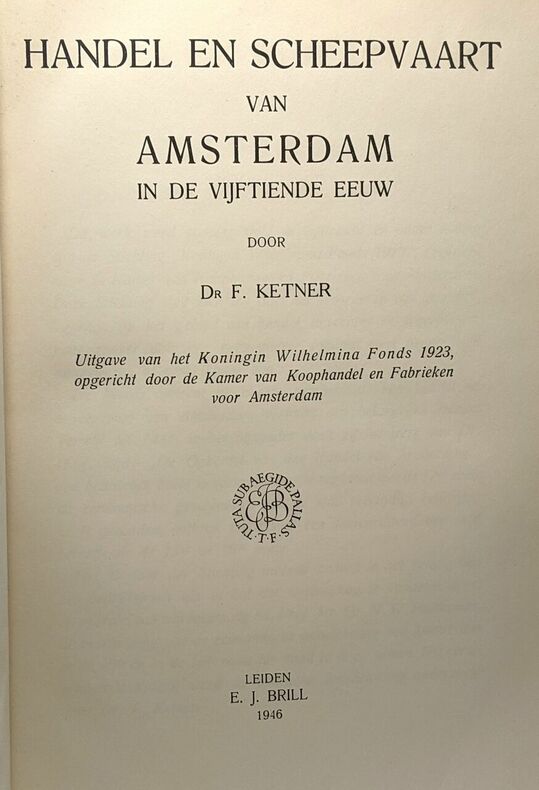 HANDEL EN SCHEEPVAART
VAN
AMSTERDAM
IN DE VIJFTIENDE EEUW
DOOR
DR F. KETNER
Uitgave van het Koningin Wilhelmina Fonds 1923,
opgericht door de Kamer van Koophandel en Fabrieken
voor Amsterdam
TUTA SUB AEGIDE PALLAS
EJB
·T·F·
LEIDEN
E. J. BRILL
1946